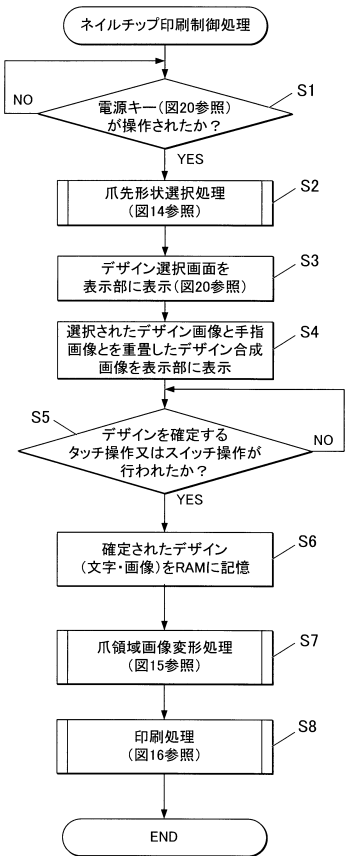 ネイルチップ印刷制御処理
NO
電源キー(図20参照)
が操作されたか？
S1
YES
爪先形状選択処理
(図14参照)
S2
デザイン選択画面を
表示部に表示(図20参照)
S3
選択されたデザイン画像と手指
画像とを重畳したデザイン合成
画像を表示部に表示
S4
S5
デザインを確定する
タッチ操作又はスイッチ操作が
行われたか？
NO
YES
確定されたデザイン
(文字・画像)をRAMに記憶
S6
爪領域画像変形処理
(図15参照)
S7
印刷処理
(図16参照)
S8
END